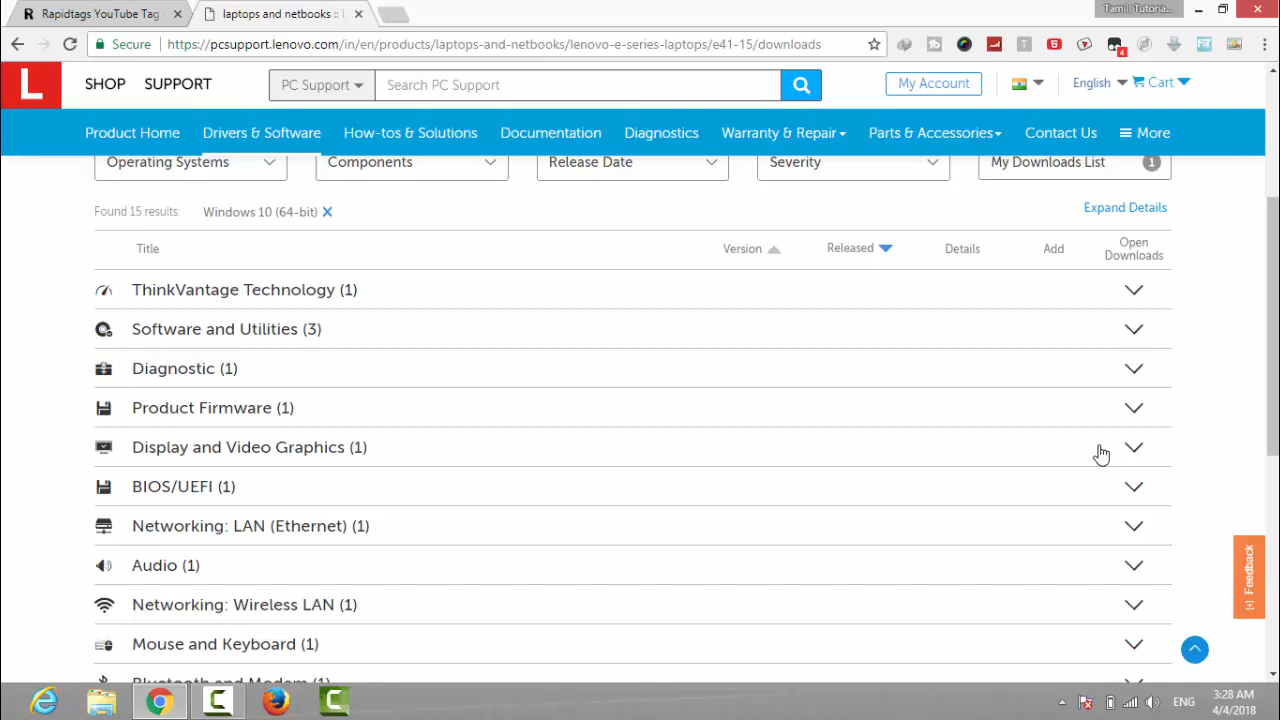 Rapidtags YouTube Tag
laptops and netbooks ::
Tamil Tutoria...
Secure
https://pcsupport.lenovo.com/in/en/products/laptops-and-netbooks/lenovo-e-series-laptops/e41-15/downloads
4
L
SHOP SUPPORT
PC Support
Search PC Support
My Account
English
Cart
Product Home
Drivers & Software
How-tos & Solutions
Documentation
Diagnostics
Warranty & Repair
Parts & Accessories
Contact Us
More
Operating Systems
Components
Release Date
Severity
My Downloads List 1
Found 15 results: Windows 10 (64-bit)
Expand Details
Title
Version
Released
Details
Add
Open
Downloads
ThinkVantage Technology (1)
Software and Utilities (3)
Diagnostic (1)
Product Firmware (1)
Display and Video Graphics (1)
BIOS/UEFI (1)
Networking: LAN (Ethernet) (1)
Audio (1)
Networking: Wireless LAN (1)
Mouse and Keyboard (1)
Bluetooth and Modem (1)
[+] Feedback
ENG
3:28 AM
4/4/2018